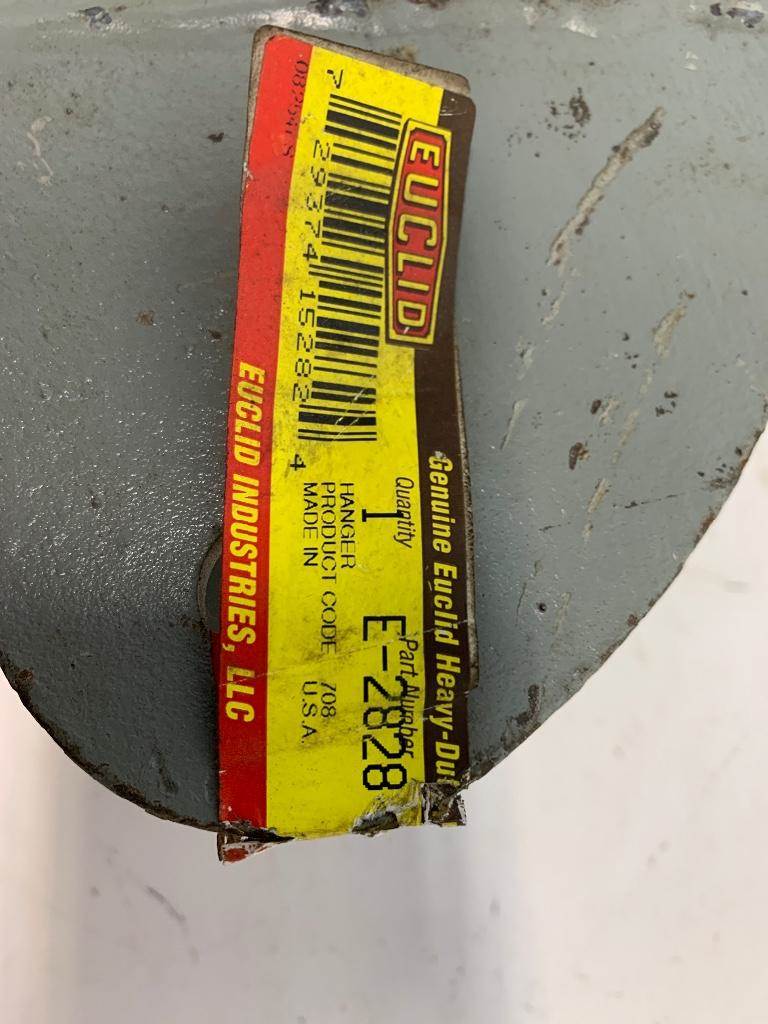 Genuine Euclid Heavy-Du
EUCLID
Quantity
Part Number
1
E-2828
7 29374 15282 4
HANGER
PRODUCT CODE 708
MADE IN U.S.A.
EUCLID INDUSTRIES, LLC